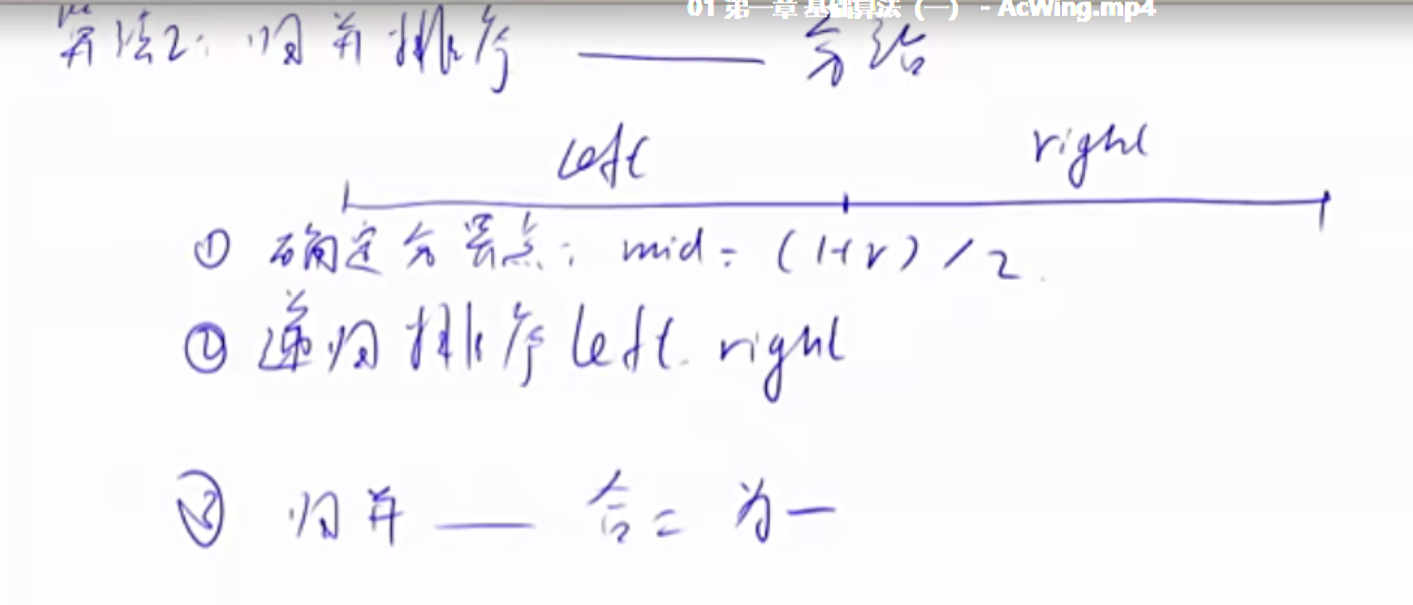 01 第一章 基础算法（一） - AcWing.mp4
算法2: 归并排序 —— 分治
left right
① 确定分界点: mid = (l+r) / 2
② 递归排序 left. right
③ 归并 —— 合二为一